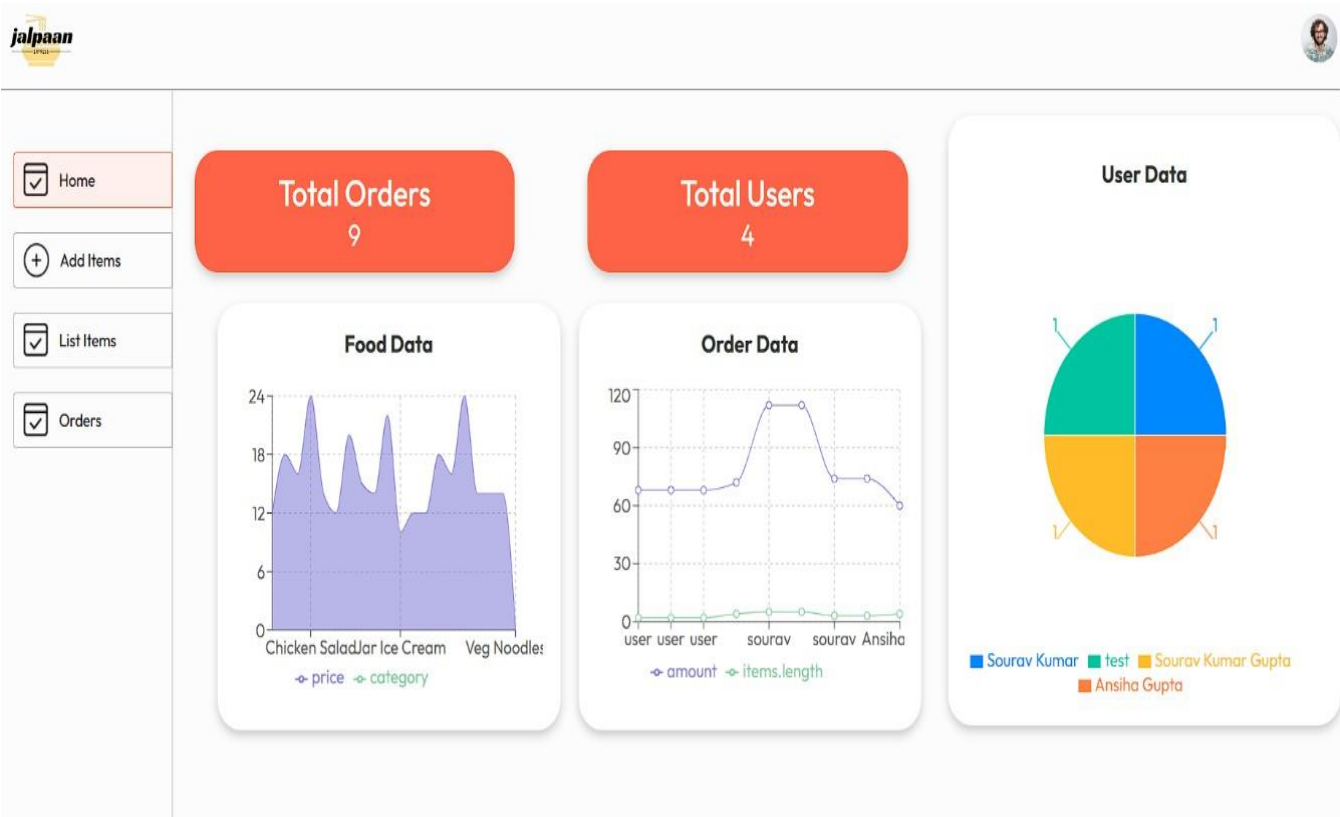 jalpaan
Home
Add Items
List Items
Orders
Total Orders
9
Total Users
4
Food Data
24
18
12
6
0
Chicken Salad Jar Ice Cream Veg Noodles
price category
Order Data
120
90
60
30
0
user user user sourav sourav Ansiha
amount items.length
User Data
1 1
1 1
Sourav Kumar test Sourav Kumar Gupta
Ansiha Gupta